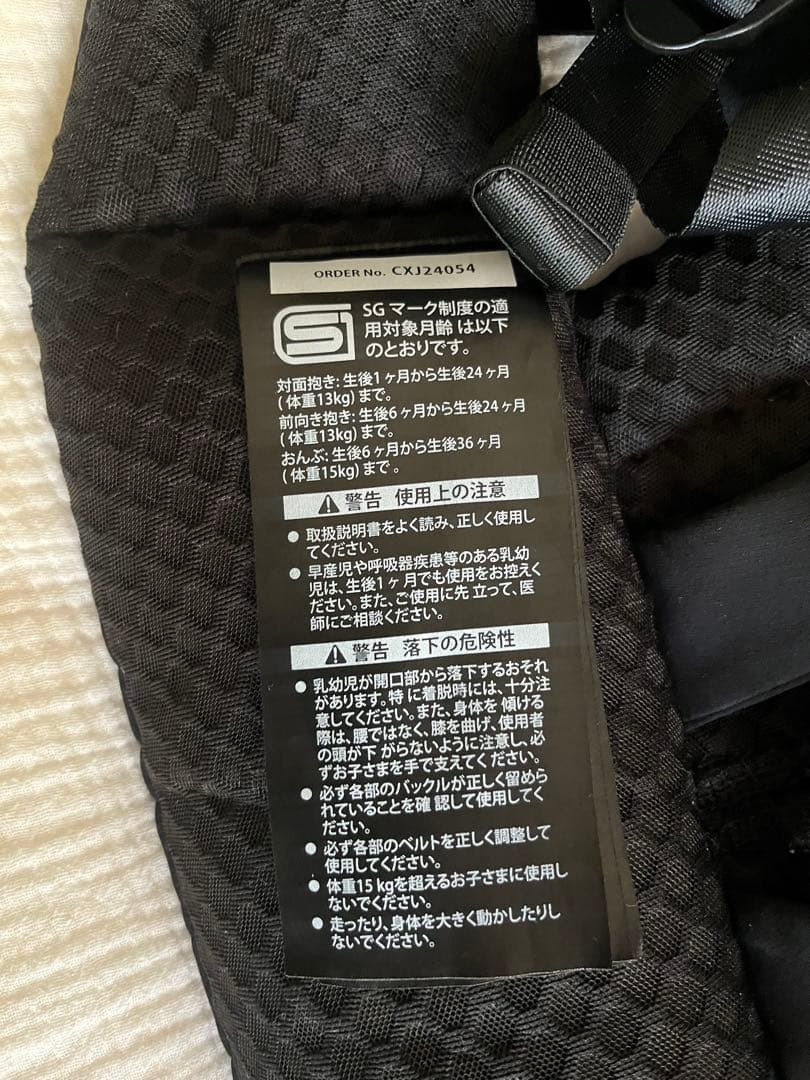 ORDER No. CXJ24054
SG マーク制度の適
用対象月齢 は以下
のとおりです。
対面抱き: 生後1 ヶ月から生後24 ヶ月
( 体重13kg) まで。
前向き抱き: 生後6 ヶ月から生後24 ヶ月
( 体重13kg) まで。
おんぶ: 生後6 ヶ月から生後36 ヶ月
(体重15kg) まで 。
警告 使用上の注意
● 取扱説明書をよく読み、正しく使用し
てください。
● 早産児や呼吸器疾患等のある乳幼
児は、生後1 ヶ月でも使用をお控えく
ださい。また、ご使用に先 立って、医
師にご相談ください。
警告 落下の危険性
● 乳幼児が開口部から落下するおそれ
があります。特 に着脱時には、十分注
意してください。また、身体を 傾ける
際は、腰ではなく、膝を曲げ、使用者
の頭が下 がらないように注意し、必
ずお子さまを手で支えてく ださい。
● 必ず各部のバックルが正しく留めら
れていることを確 認して使用してく
ださい。
● 必ず各部のベルトを正しく調整して
使用してください。
● 体重15 kgを超えるお子さまに使用し
ないでください。
● 走ったり、身体を大きく動かしたりし
ないでください。